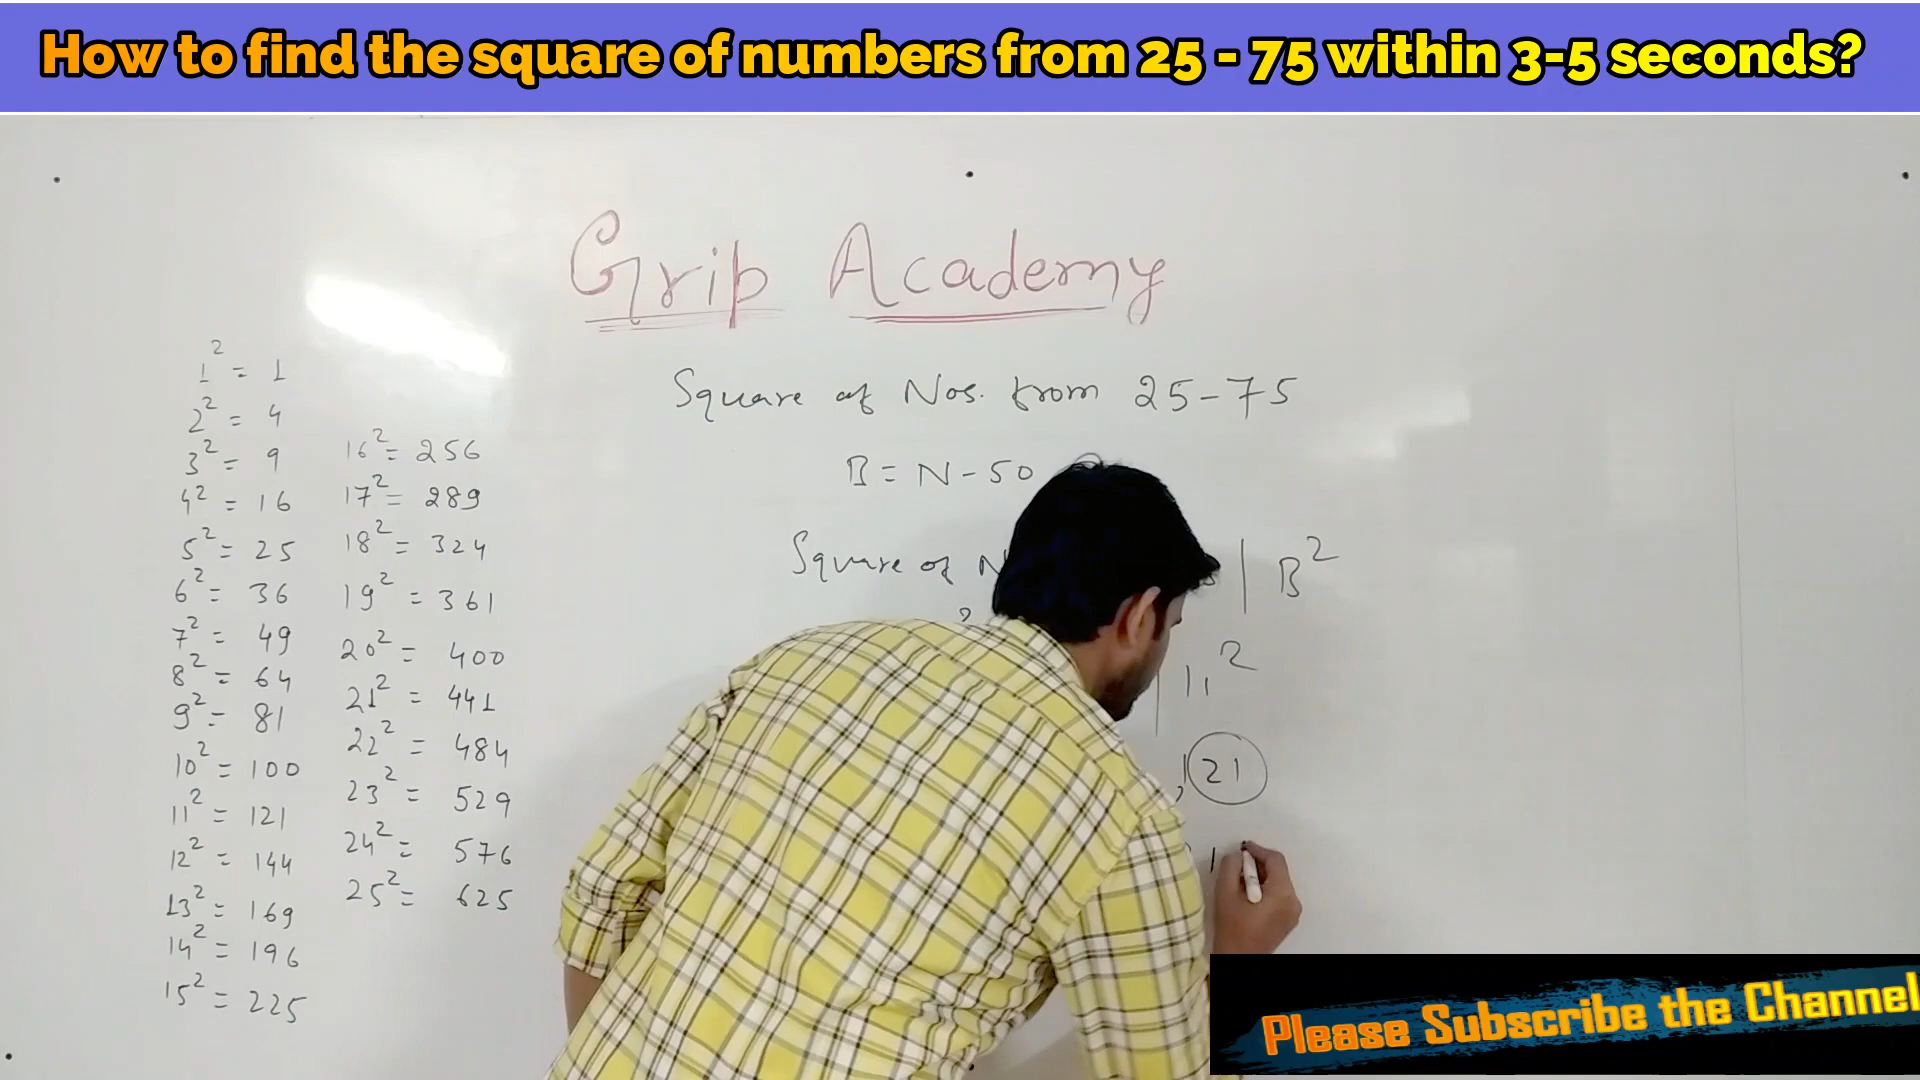 How to find the square of numbers from 25 - 75 within 3-5 seconds?
Grip Academy
Square of Nos. from 25-75
B = N - 50
Square of N
| B²
11²
21
1² = 1
2² = 4
3² = 9
4² = 16
5² = 25
6² = 36
7² = 49
8² = 64
9² = 81
10² = 100
11² = 121
12² = 144
13² = 169
14² = 196
15² = 225
16² = 256
17² = 289
18² = 324
19² = 361
20² = 400
21² = 441
22² = 484
23² = 529
24² = 576
25² = 625
Please Subscribe the Channel